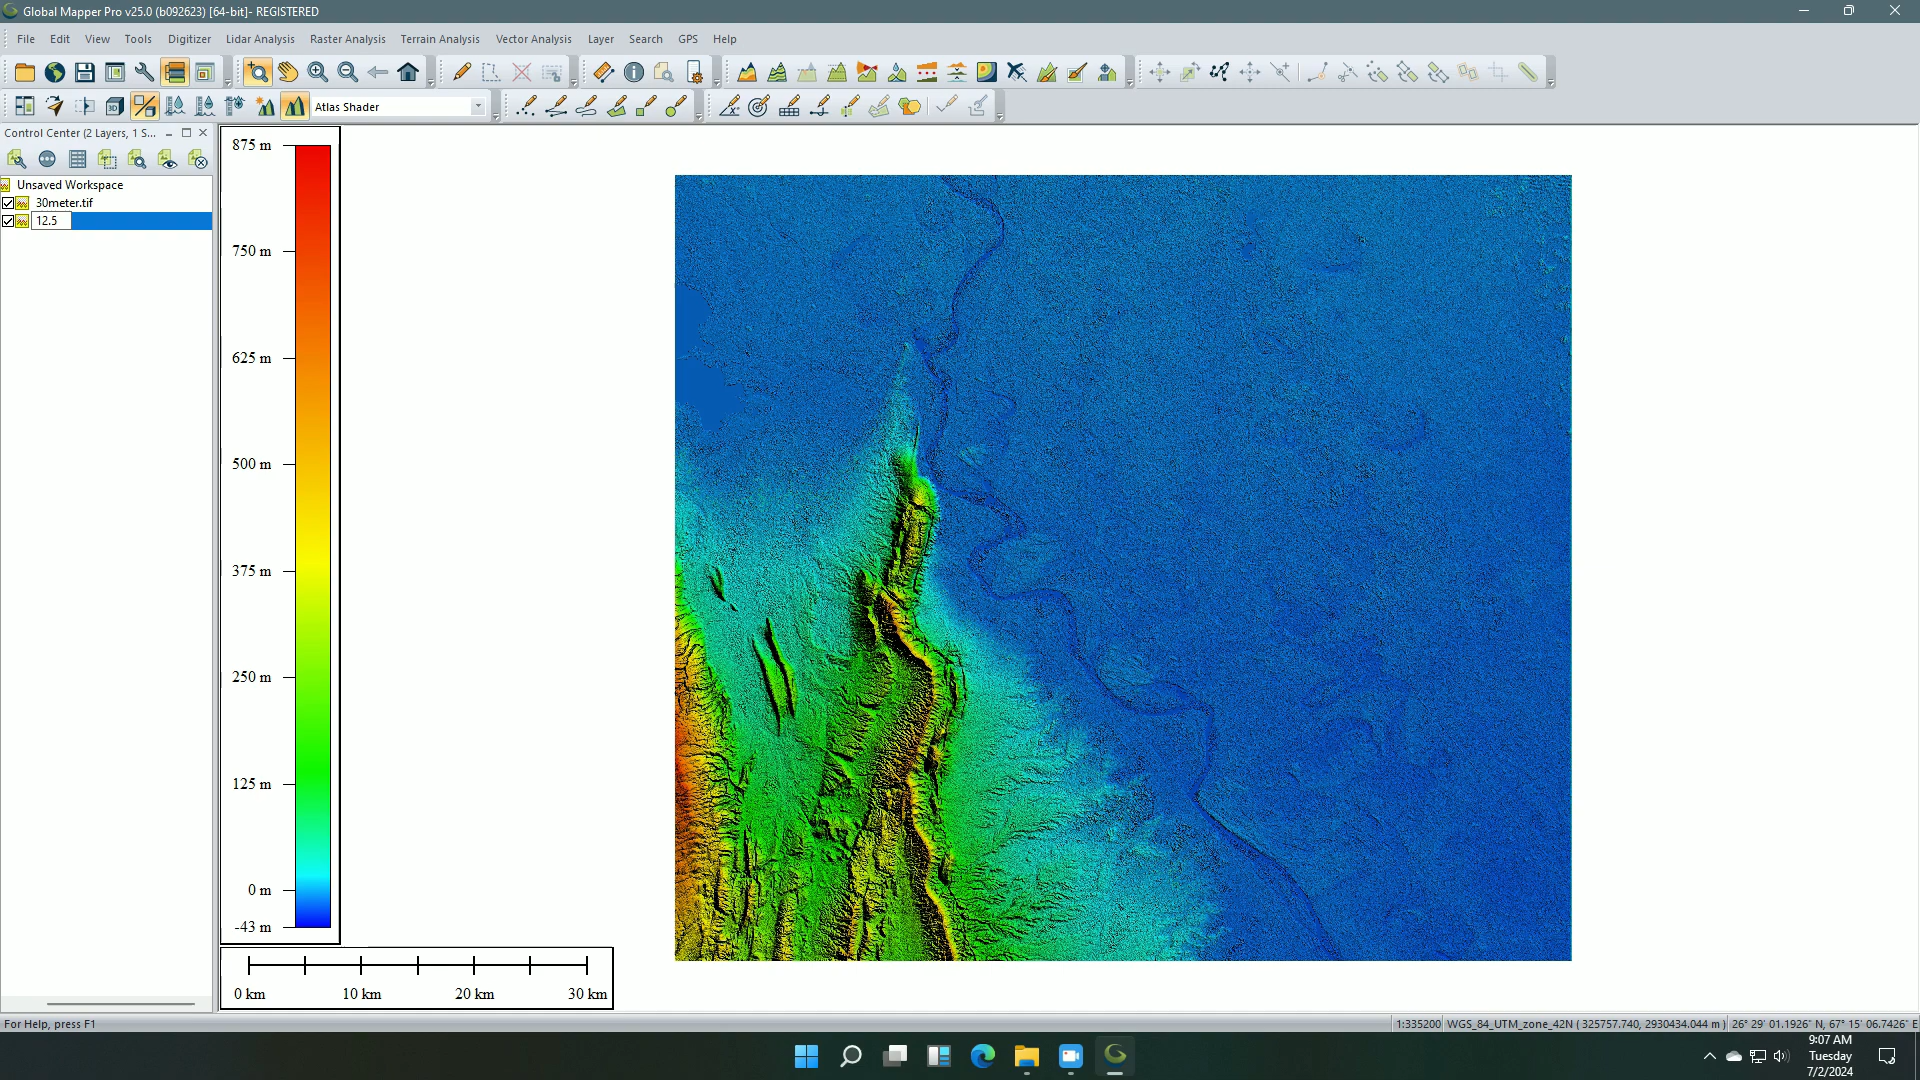 Global Mapper Pro v25.0 (b092623) [64-bit]- REGISTERED
File Edit View Tools Digitizer Lidar Analysis Raster Analysis Terrain Analysis Vector Analysis Layer Search GPS Help
Atlas Shader
Control Center (2 Layers, 1 S...
Unsaved Workspace
30meter.tif
12.5
875 m
750 m
625 m
500 m
375 m
250 m
125 m
0 m
-43 m
0 km 10 km 20 km 30 km
For Help, press F1
1:335200 WGS_84_UTM_zone_42N ( 325757.740, 2930434.044 m ) 26° 29' 01.1926" N, 67° 15' 06.7426" E
9:07 AM
Tuesday
7/2/2024